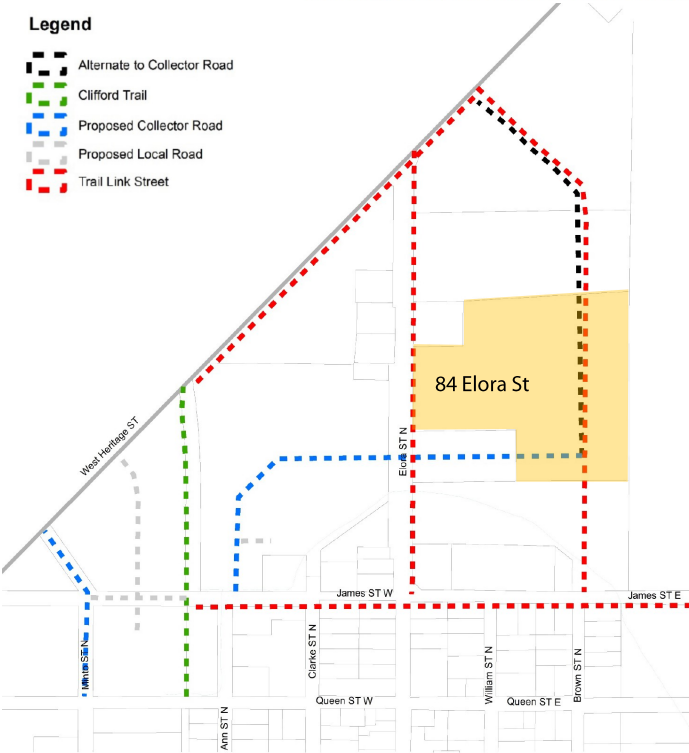 Legend
Alternate to Collector Road
Clifford Trail
Proposed Collector Road
Proposed Local Road
Trail Link Street
84 Elora St
West Heritage ST
Elora ST N
James ST W
James ST E
Minto ST N
Clarke ST N
William ST N
Brown ST N
Queen ST W
Queen ST E
Ann ST N